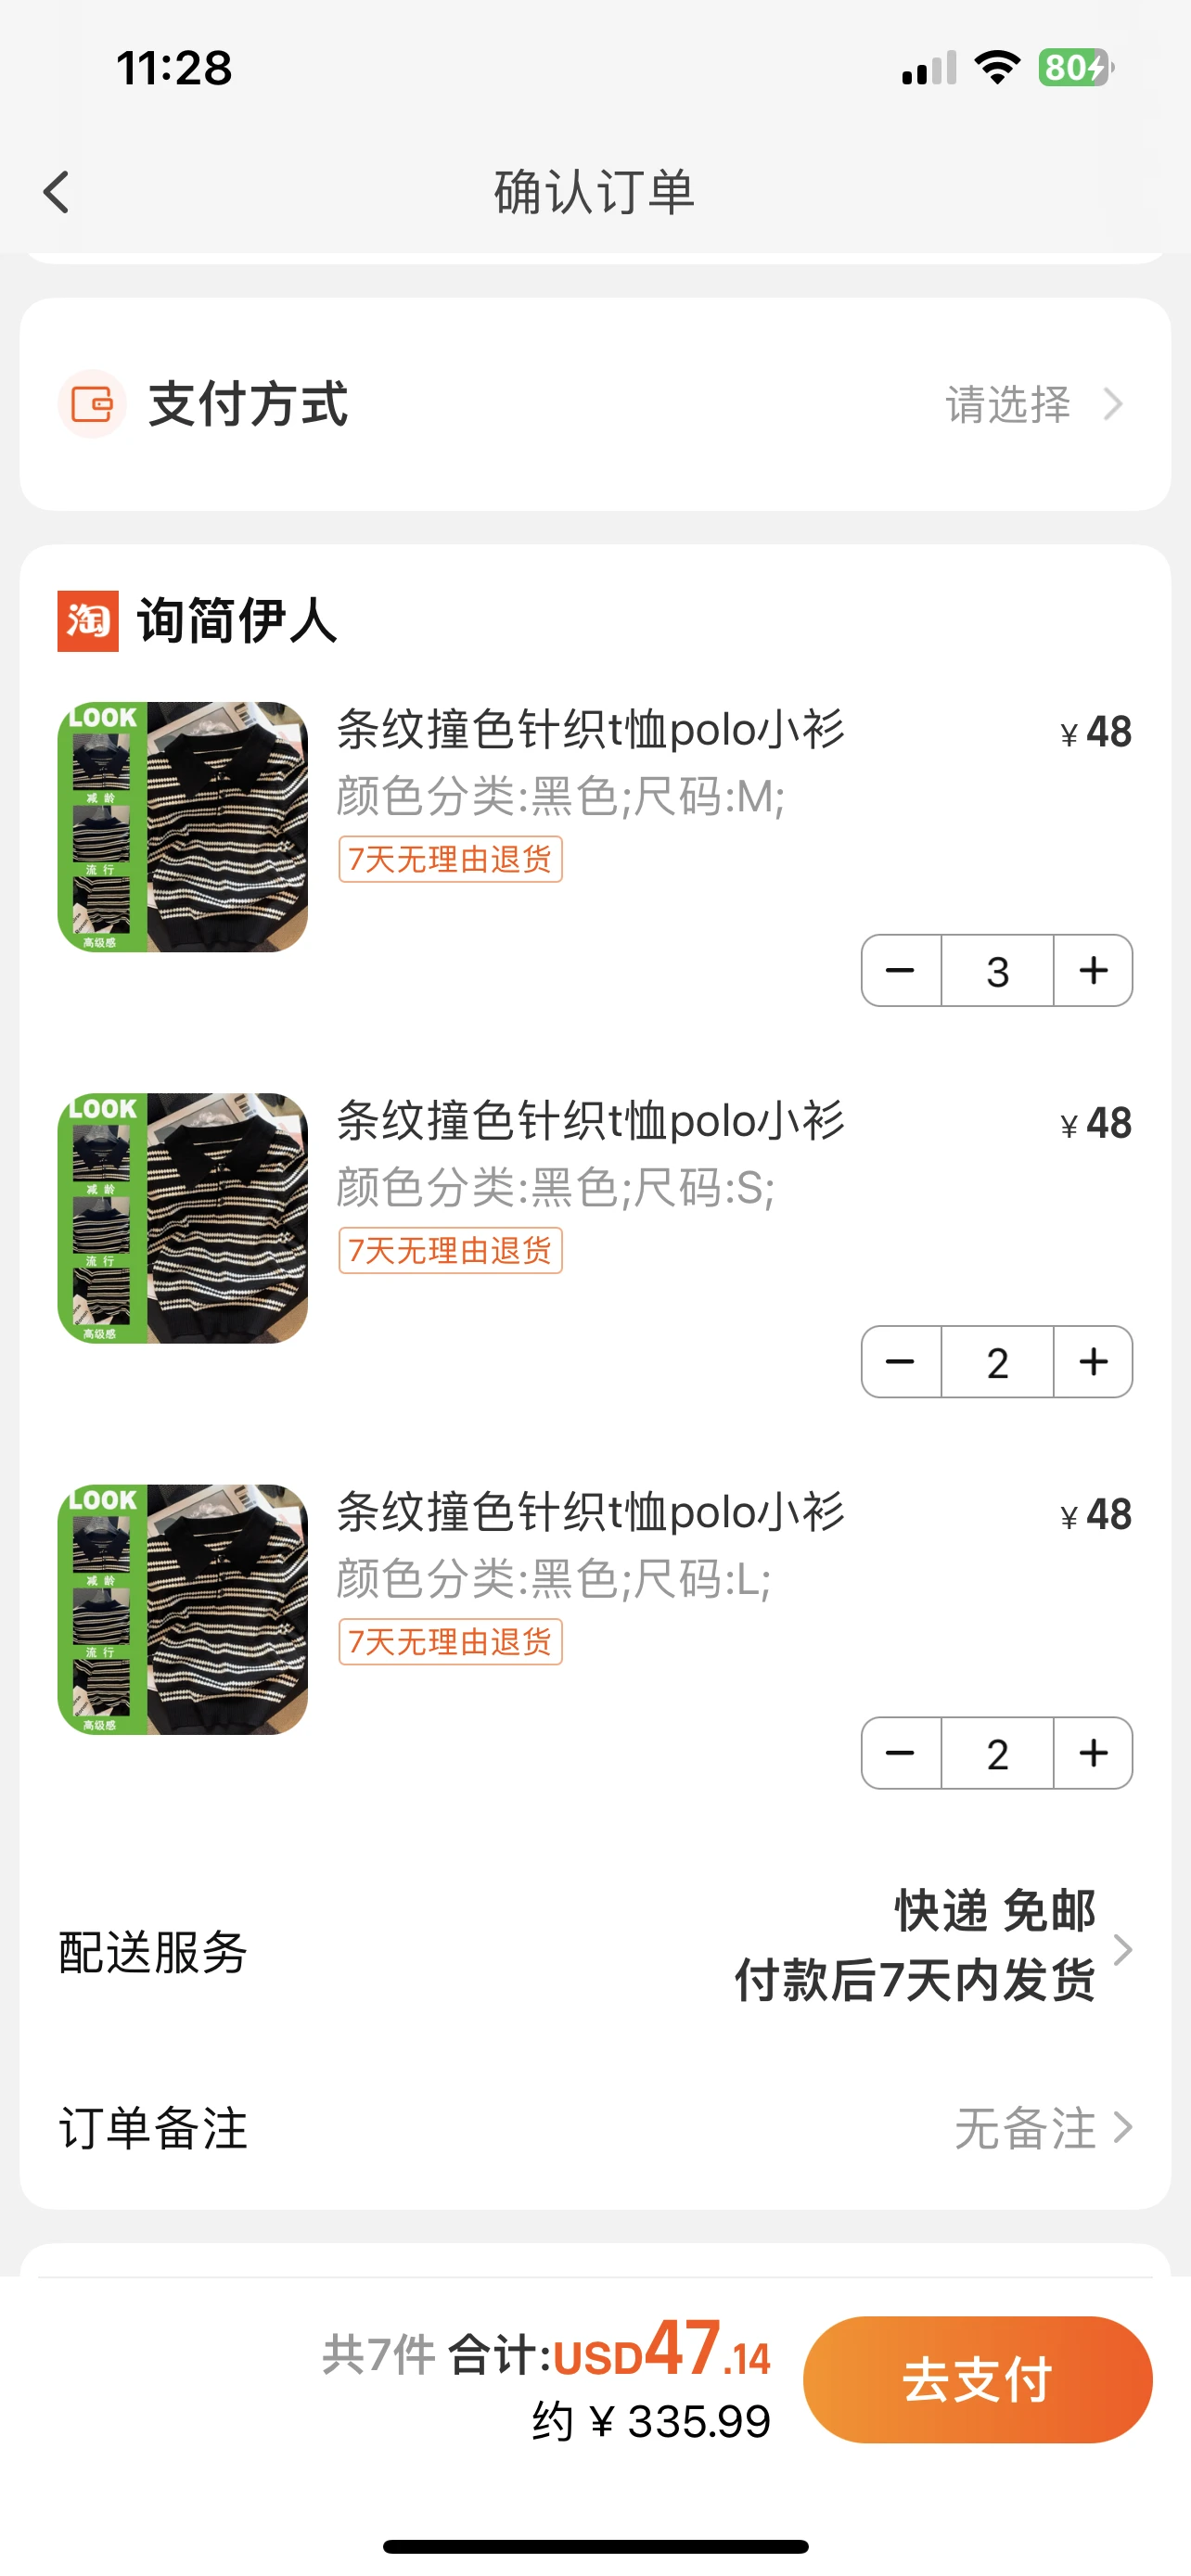 11:28
80
确认订单
支付方式
请选择
淘 询简伊人
LOOK
减 龄
流 行
高级感
条纹撞色针织t恤polo小衫
¥ 48
颜色分类:黑色;尺码:M;
7天无理由退货
3
LOOK
减 龄
流 行
高级感
条纹撞色针织t恤polo小衫
¥ 48
颜色分类:黑色;尺码:S;
7天无理由退货
2
LOOK
减 龄
流 行
高级感
条纹撞色针织t恤polo小衫
¥ 48
颜色分类:黑色;尺码:L;
7天无理由退货
2
配送服务
快递 免邮
付款后7天内发货
订单备注
无备注
共7件 合计:USD47.14
约 ¥ 335.99
去支付